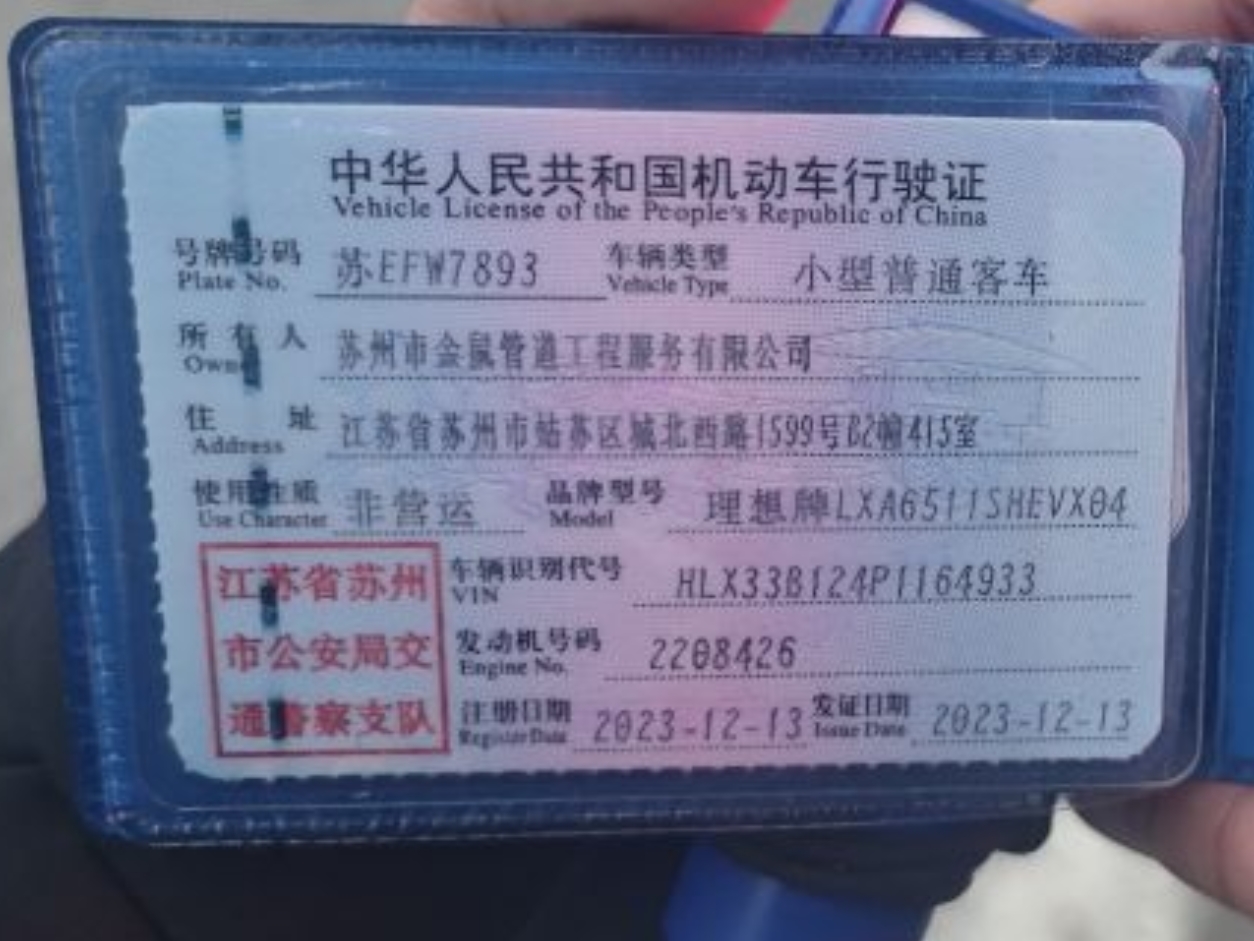 中华人民共和国机动车行驶证
Vehicle License of the People's Republic of China
号牌号码 苏EFW7893 车辆类型 小型普通客车
Plate No. Vehicle Type
所有人 苏州市金鼠管道工程服务有限公司
Owner
住址 江苏省苏州市姑苏区城北西路1599号B2幢415室
Address
使用性质 非营运 品牌型号 理想牌LXA6511SHEVX04
Use Character Model
江苏省苏州
市公安局交
通警察支队
车辆识别代号 HLX33B124P1164933
VIN
发动机号码 2208426
Engine No.
注册日期 2023-12-13 发证日期 2023-12-13
Register Date Issue Date